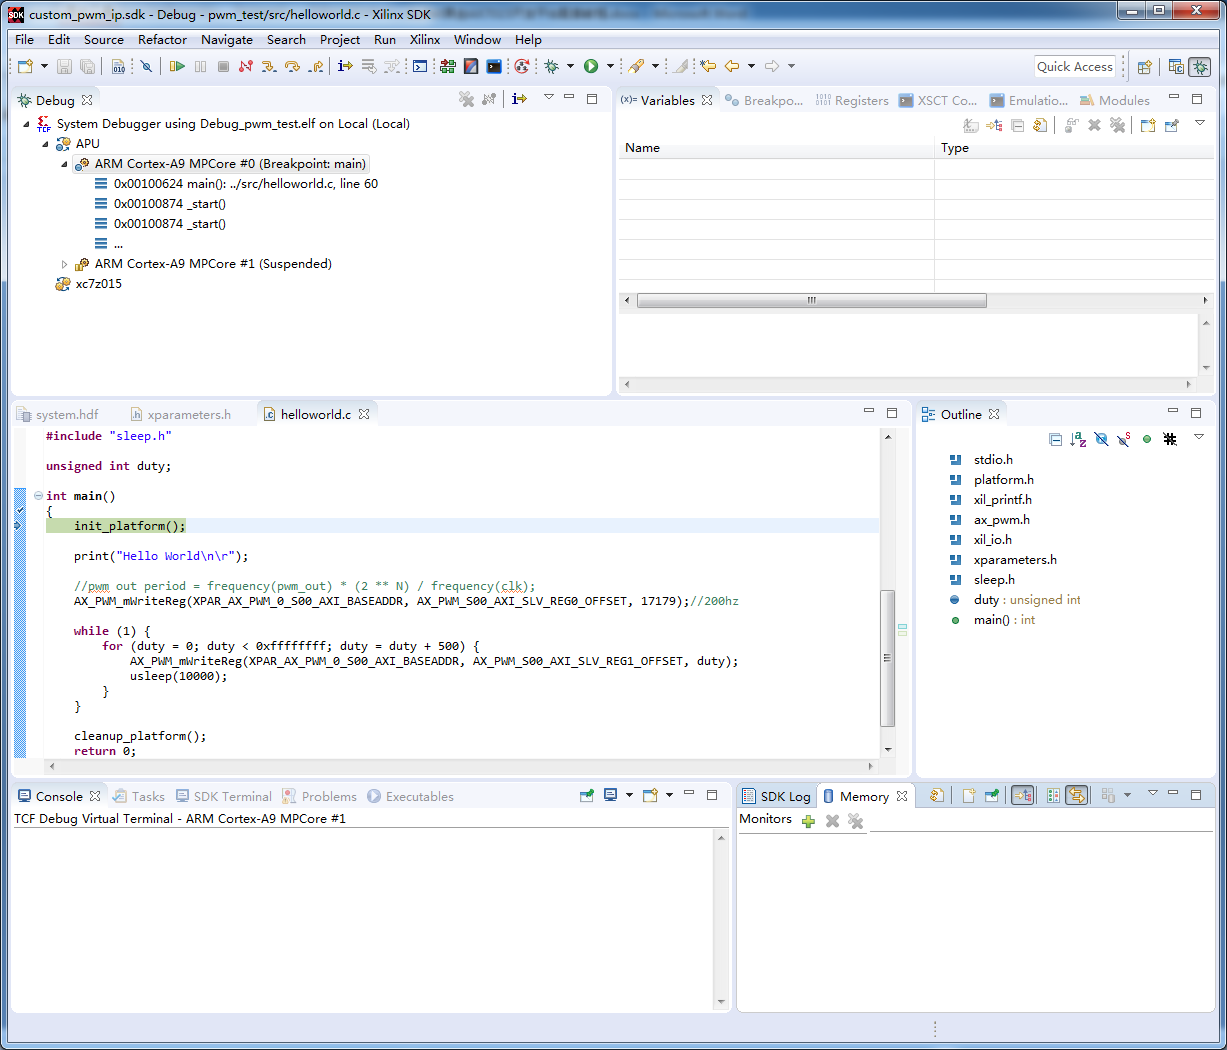 custom_pwm_ip.sdk - Debug - pwm_test/src/helloworld.c - Xilinx SDK
File Edit Source Refactor Navigate Search Project Run Xilinx Window Help
Quick Access
Debug
System Debugger using Debug_pwm_test.elf on Local (Local)
APU
ARM Cortex-A9 MPCore #0 (Breakpoint: main)
0x00100624 main(): ../src/helloworld.c, line 60
0x00100874 _start()
0x00100874 _start()
...
ARM Cortex-A9 MPCore #1 (Suspended)
xc7z015
(x)= Variables Breakpo... Registers XSCT Co... Emulatio... Modules
Name Type
system.hdf xparameters.h helloworld.c
#include "sleep.h"
unsigned int duty;
int main()
{
init_platform();
print("Hello World\n\r");
//pwm out period = frequency(pwm_out) * (2 ** N) / frequency(clk);
AX_PWM_mWriteReg(XPAR_AX_PWM_0_S00_AXI_BASEADDR, AX_PWM_S00_AXI_SLV_REG0_OFFSET, 17179);//200hz
while (1) {
for (duty = 0; duty < 0xffffffff; duty = duty + 500) {
AX_PWM_mWriteReg(XPAR_AX_PWM_0_S00_AXI_BASEADDR, AX_PWM_S00_AXI_SLV_REG1_OFFSET, duty);
usleep(10000);
}
}
cleanup_platform();
return 0;
Outline
stdio.h
platform.h
xil_printf.h
ax_pwm.h
xil_io.h
xparameters.h
sleep.h
duty : unsigned int
main() : int
Console Tasks SDK Terminal Problems Executables
TCF Debug Virtual Terminal - ARM Cortex-A9 MPCore #1
SDK Log Memory
Monitors